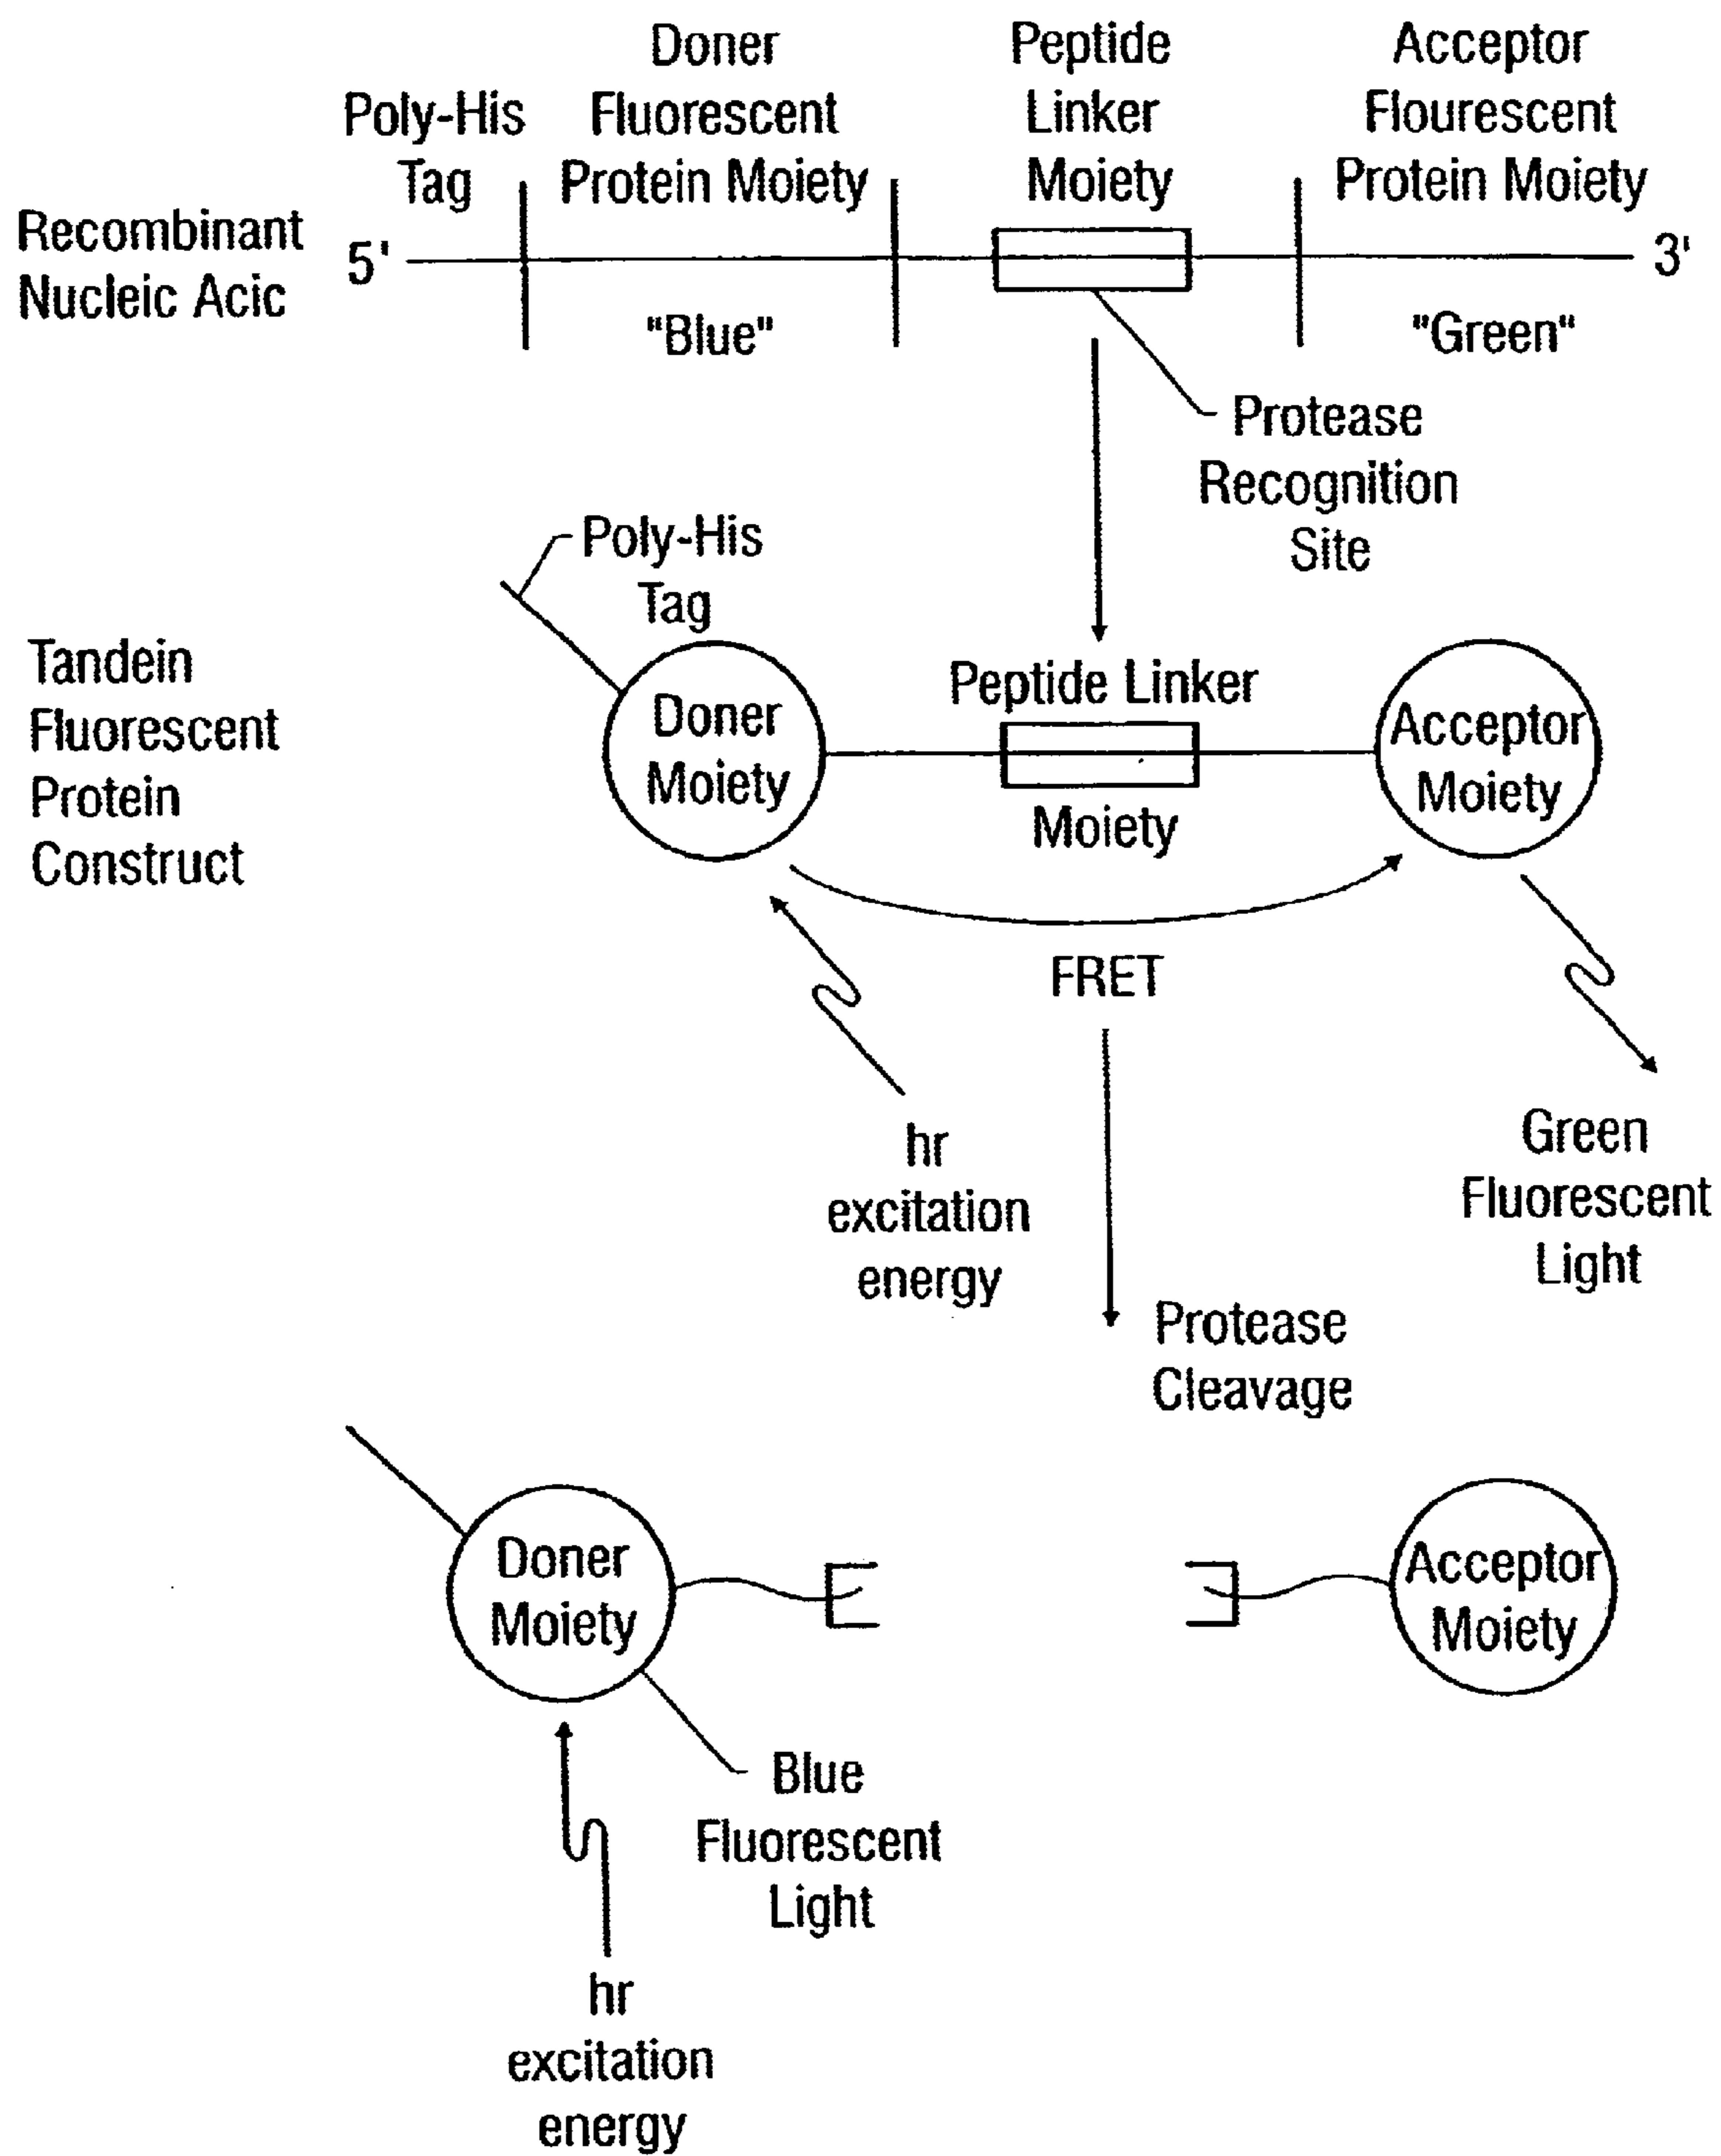 Poly-His
Tag
Doner
Fluorescent
Protein Moiety
Peptide
Linker
Moiety
Acceptor
Flourescent
Protein Moiety
Recombinant
Nucleic Acic
5'
3'
"Blue"
"Green"
Protease
Recognition
Site
Poly-His
Tag
Tandein
Fluorescent
Protein
Construct
Doner
Moiety
Peptide Linker
Moiety
Acceptor
Moiety
FRET
hr
excitation
energy
Green
Fluorescent
Light
Protease
Cleavage
Doner
Moiety
Acceptor
Moiety
Blue
Fluorescent
Light
hr
excitation
energy